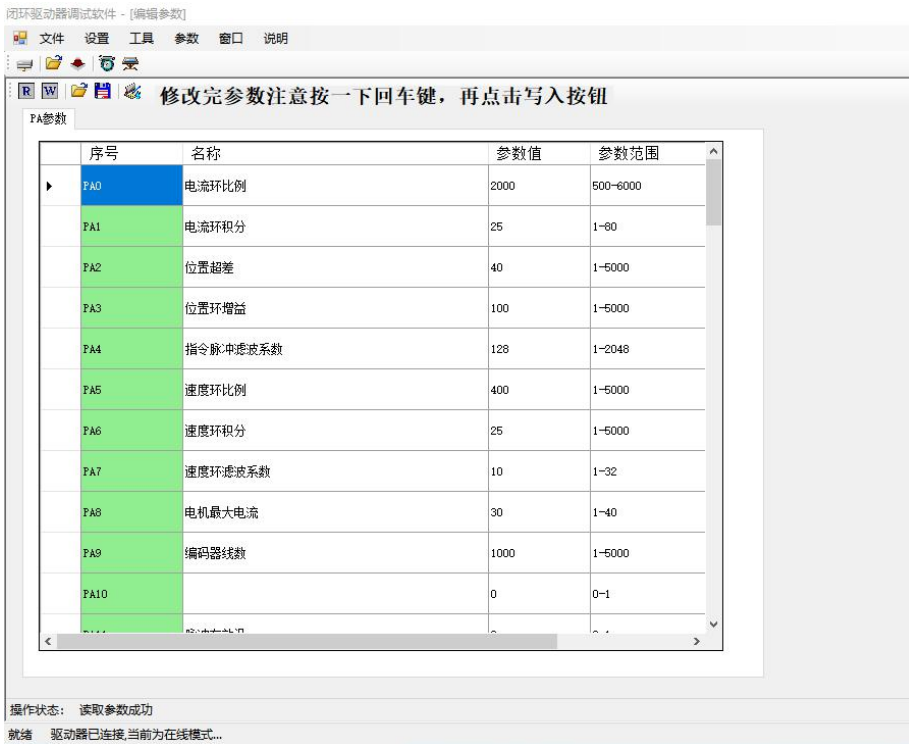 闭环驱动器调试软件 - [编辑参数]
文件 设置 工具 参数 窗口 说明
R W 修改完参数注意按一下回车键，再点击写入按钮
PA参数
序号 名称 参数值 参数范围
PA0 电流环比例 2000 500-6000
PA1 电流环积分 25 1-80
PA2 位置超差 40 1-5000
PA3 位置环增益 100 1-5000
PA4 指令脉冲滤波系数 128 1-2048
PA5 速度环比例 400 1-5000
PA6 速度环积分 25 1-5000
PA7 速度环滤波系数 10 1-32
PA8 电机最大电流 30 1-40
PA9 编码器线数 1000 1-5000
PA10 0 0-1
操作状态: 读取参数成功
就绪 驱动器已连接,当前为在线模式...